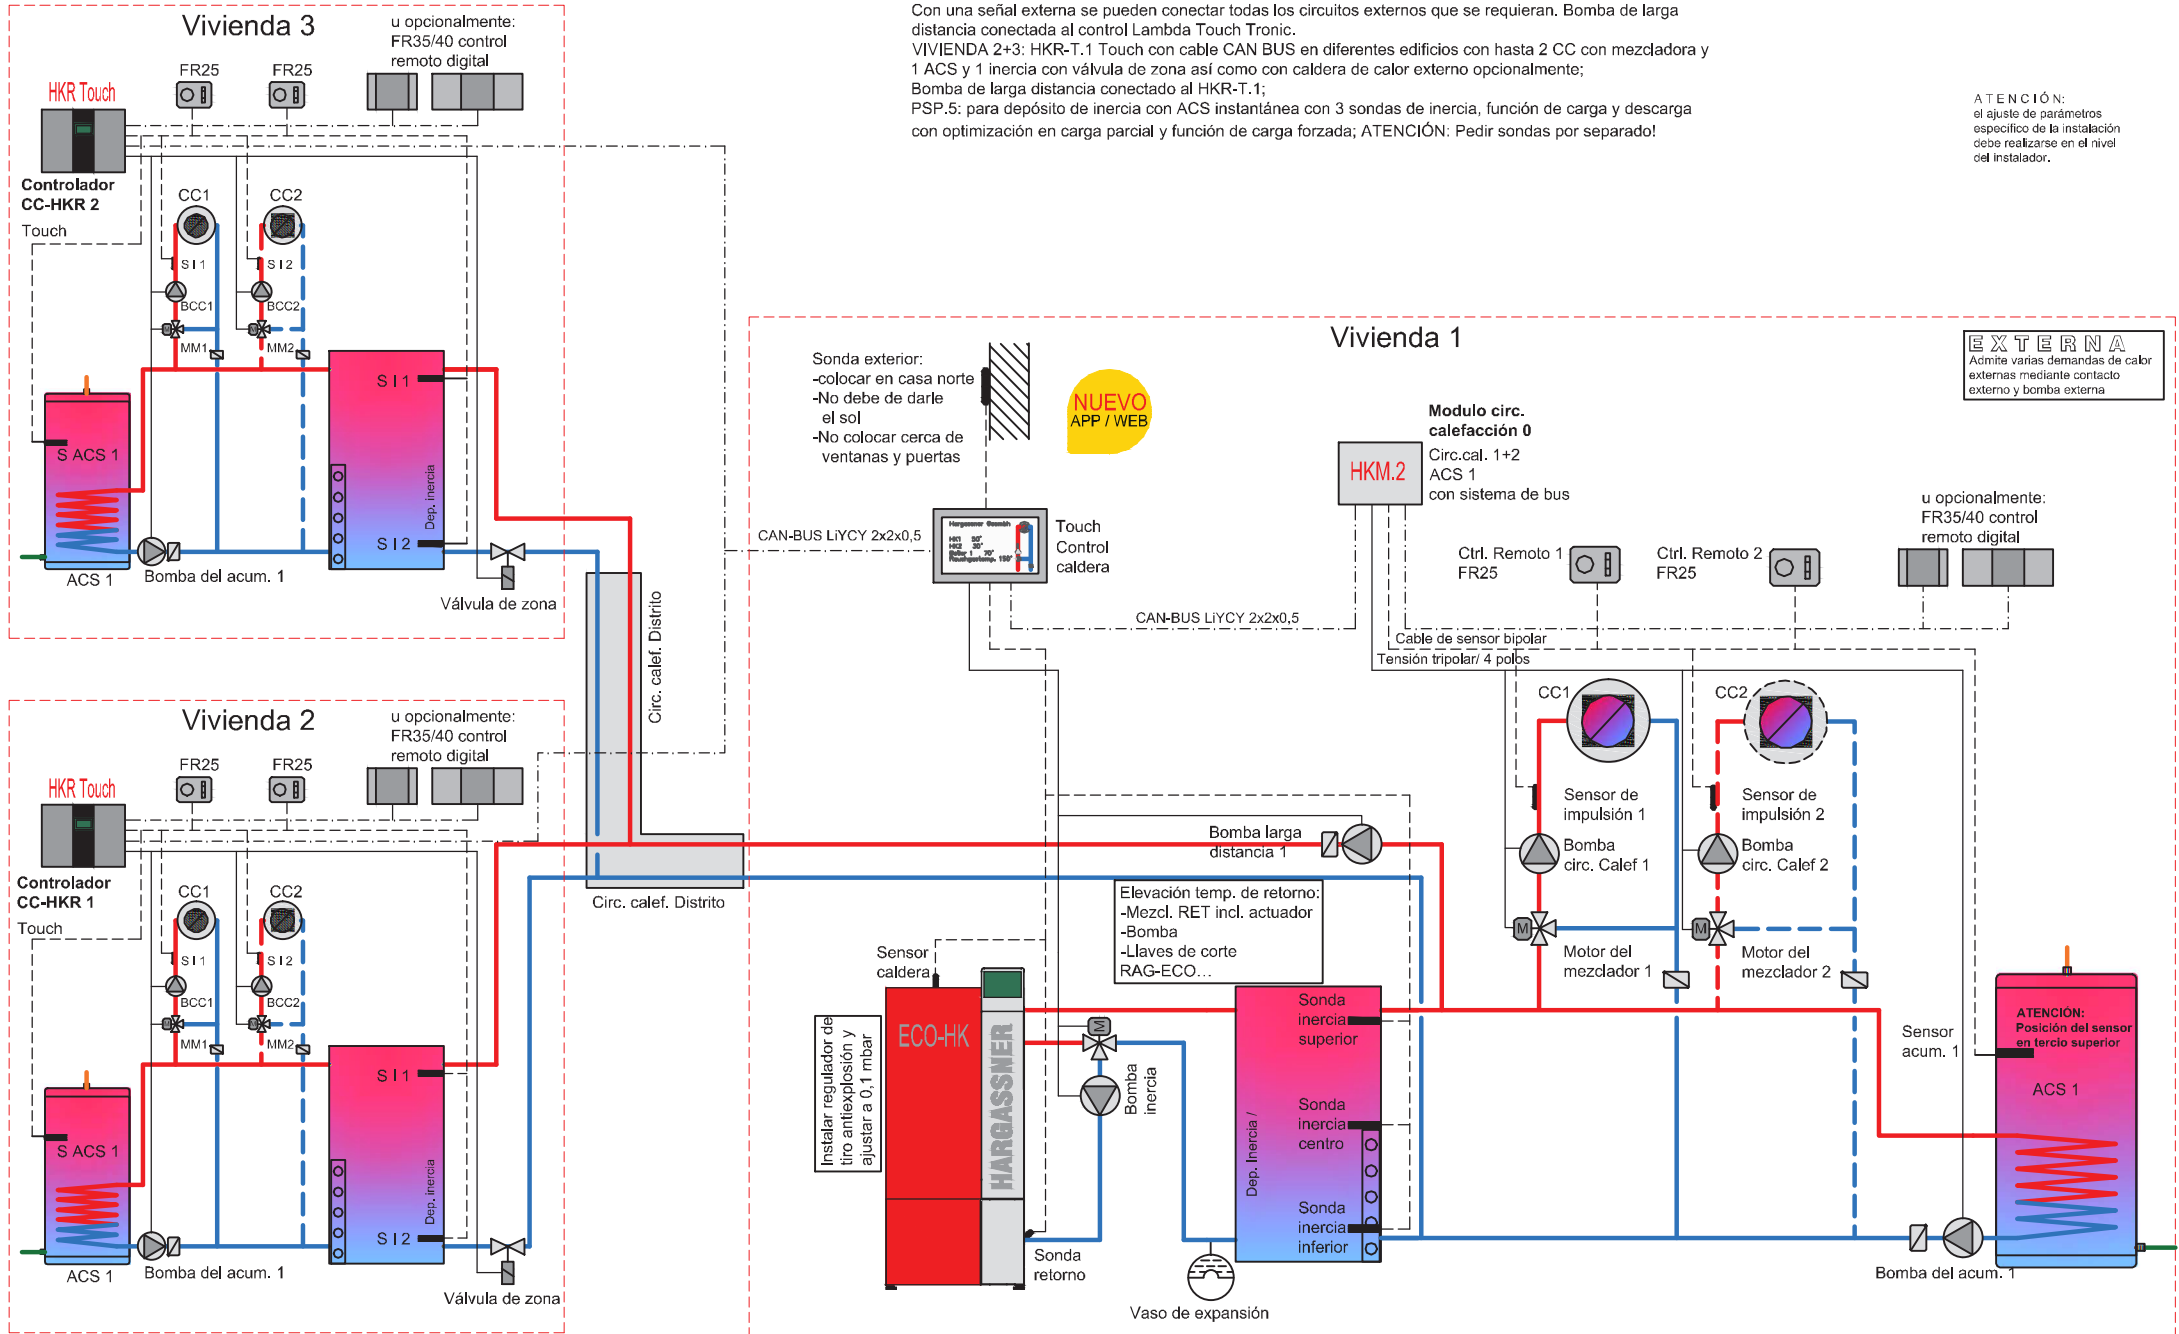 Con una señal externa se pueden conectar todas los circuitos externos que se requieran. Bomba de larga
distancia conectada al control Lambda Touch Tronic.
VIVIENDA 2+3: HKR-T.1 Touch con cable CAN BUS en diferentes edificios con hasta 2 CC con mezcladora y
1 ACS y 1 inercia con válvula de zona así como con caldera de calor externo opcionalmente;
Bomba de larga distancia conectado al HKR-T.1;
PSP.5: para depósito de inercia con ACS instantánea con 3 sondas de inercia, función de carga y descarga
con optimización en carga parcial y función de carga forzada; ATENCIÓN: Pedir sondas por separado!
ATENCIÓN:
el ajuste de parámetros
especifico de la instalación
debe realizarse en el nivel
del instalador.
Vivienda 3
u opcionalmente:
FR35/40 control
remoto digital
FR25
FR25
HKR Touch
Controlador
CC-HKR 2
Touch
CC1
CC2
S I 1
S I 2
BCC1
BCC2
M
M
MM1
MM2
S I 1
S ACS 1
Dep. inercia
S I 2
ACS 1
Bomba del acum. 1
Válvula de zona
Circ. calef. Distrito
Vivienda 2
u opcionalmente:
FR35/40 control
remoto digital
FR25
FR25
HKR Touch
Controlador
CC-HKR 1
Touch
CC1
CC2
S I 1
S I 2
BCC1
BCC2
M
M
MM1
MM2
S I 1
S ACS 1
Dep. inercia
S I 2
ACS 1
Bomba del acum. 1
Válvula de zona
Circ. calef. Distrito
Vivienda 1
EXTERNA
Admite varias demandas de calor
externas mediante contacto
externo y bomba externa
Sonda exterior:
-colocar en casa norte
-No debe de darle
el sol
-No colocar cerca de
ventanas y puertas
NUEVO
APP / WEB
Modulo circ.
calefacción 0
HKM.2
Circ.cal. 1+2
ACS 1
con sistema de bus
u opcionalmente:
FR35/40 control
remoto digital
CAN-BUS LiYCY 2x2x0,5
Hargassner GesmbH
HK1 50°
HK2 30°
Boiler 1 70°
Rauchgastemp. 150°
Touch
Control
caldera
Ctrl. Remoto 1
FR25
Ctrl. Remoto 2
FR25
CAN-BUS LiYCY 2x2x0,5
Cable de sensor bipolar
Tensión tripolar/ 4 polos
CC1
CC2
Sensor de
impulsión 1
Sensor de
impulsión 2
Bomba larga
distancia 1
Bomba
circ. Calef 1
Bomba
circ. Calef 2
Elevación temp. de retorno:
-Mezcl. RET incl. actuador
-Bomba
-Llaves de corte
RAG-ECO...
M
M
Motor del
mezclador 1
Motor del
mezclador 2
Sensor
caldera
Instalar regulador de
tiro antiexplosión y
ajustar a 0,1 mbar
ECO-HK
HARGASSNER
M
Bomba
inercia
Sonda
inercia
superior
Sonda
inercia
centro
Dep. Inercia /
Sonda
inercia
inferior
Sonda
retorno
Vaso de expansión
Sensor
acum. 1
ATENCIÓN:
Posición del sensor
en tercio superior
ACS 1
Bomba del acum. 1